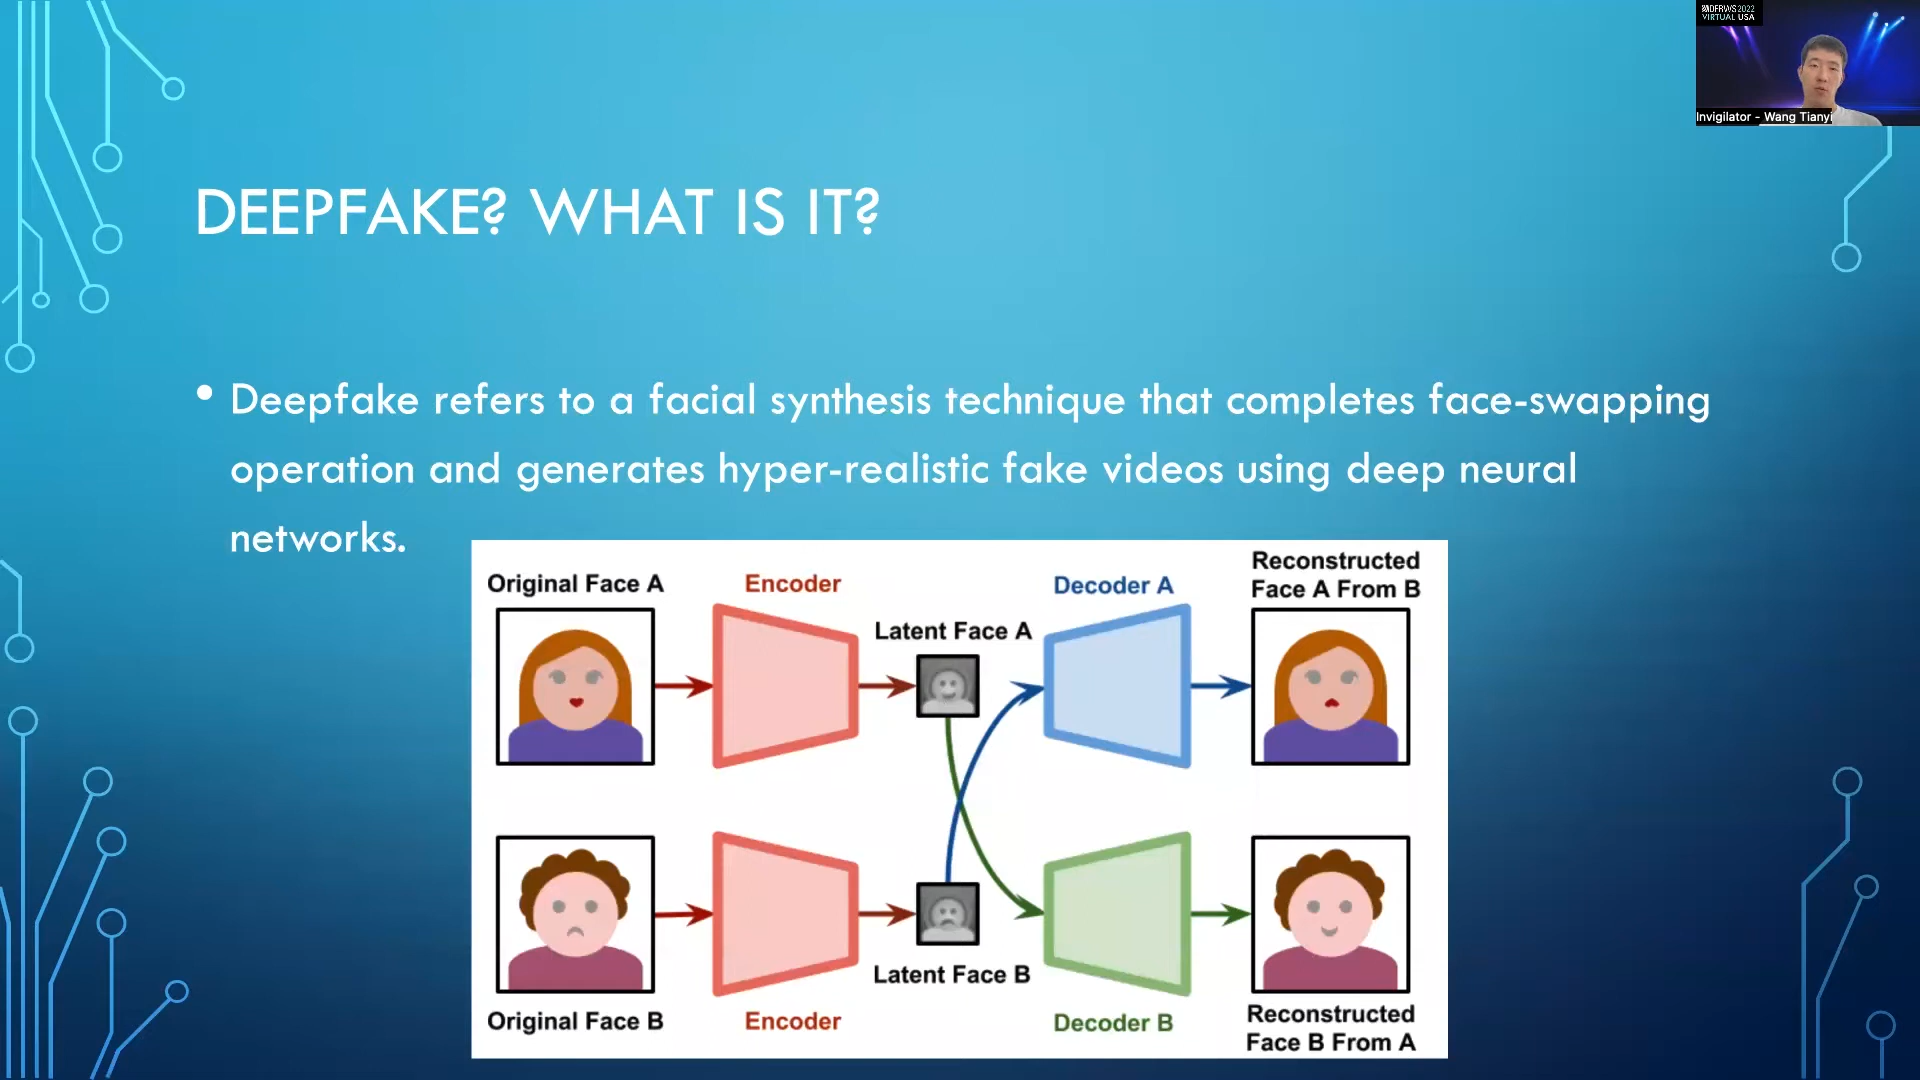 DFRWS 2022
VIRTUAL USA
Invigilator - Wang Tianyi
DEEPFAKE? WHAT IS IT?
• Deepfake refers to a facial synthesis technique that completes face-swapping
operation and generates hyper-realistic fake videos using deep neural
networks.
Original Face A
Encoder
Latent Face A
Decoder A
Reconstructed
Face A From B
Original Face B
Encoder
Latent Face B
Decoder B
Reconstructed
Face B From A